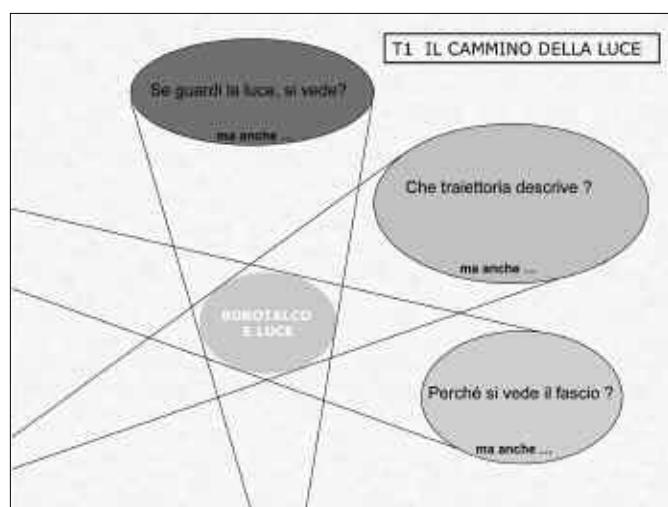 T1 IL CAMMINO DELLA LUCE
Se guardi la luce, si vede?
ma anche ...
Che traiettoria descrive ?
ma anche ...
BOROTALCO
E LUCE
Perché si vede il fascio ?
ma anche ...